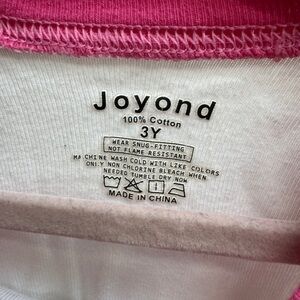 Joyond
100% Cotton
3Y
WEAR SNUG-FITTING
NOT FLAME RESISTANT
MACHINE WASH COLD WITH LIKE COLORS
ONLY NON CHLORINE BLEACH WHEN
NEEDED TUMBLE DRY NOW
MADE IN CHINA